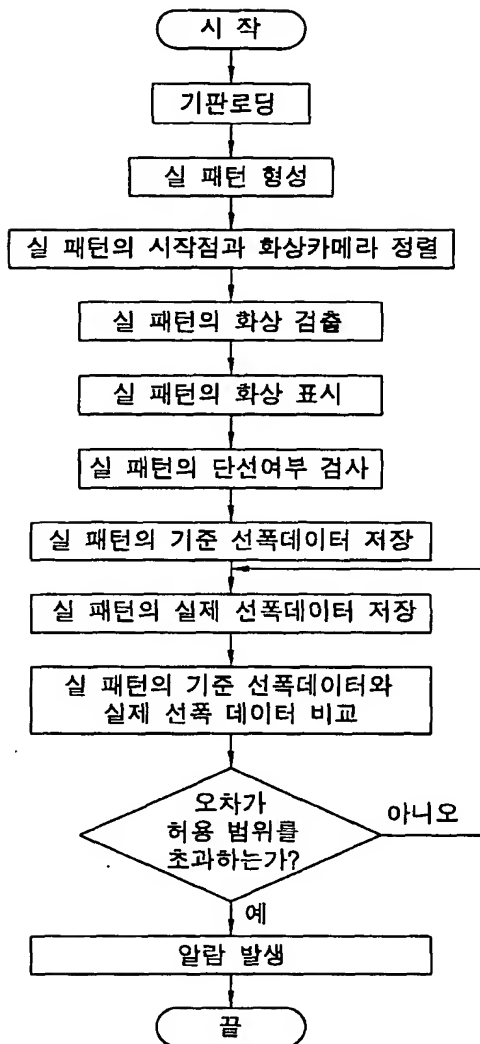 시 작
기판로딩
실 패턴 형성
실 패턴의 시작점과 화상카메라 정렬
실 패턴의 화상 검출
실 패턴의 화상 표시
실 패턴의 단선여부 검사
실 패턴의 기준 선폭데이터 저장
실 패턴의 실제 선폭데이터 저장
실 패턴의 기준 선폭데이터와
실제 선폭 데이터 비교
오차가
허용 범위를
초과하는가?
아니오
예
알람 발생
끝